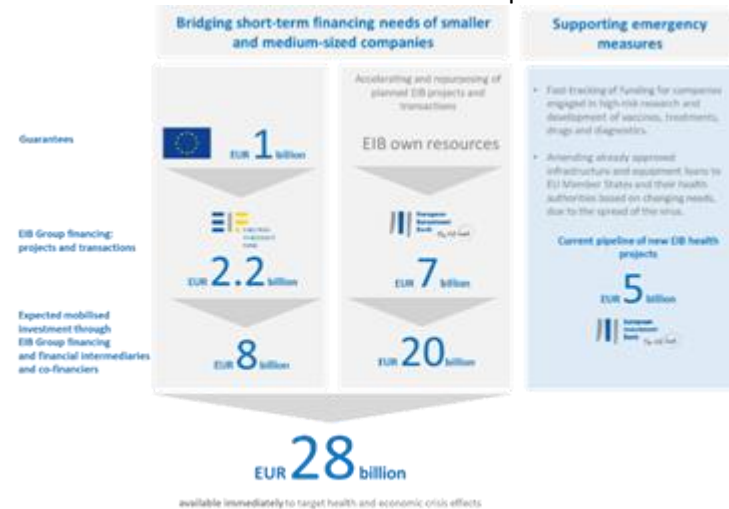 Bridging short-term financing needs of smaller
and medium-sized companies
Supporting emergency
measures
Accelerating and repurposing of
planned EIB projects and
transactions
Guarantees
EUR 1 billion
EIB own resources
• Fast-tracking of funding for companies
engaged in high-risk research and
development of vaccines, treatments,
drugs and diagnostics.
• Amending already approved
infrastructure and equipment loans to
EU Member States and their health
authorities based on changing needs,
due to the spread of the virus.
EIB Group financing:
projects and transactions
European
Investment
Bank
EUR 2.2 billion
EUR 7 billion
Current pipeline of new EIB health
projects
EUR 5 billion
European
Investment
Bank
Expected mobilised
investment through
EIB Group financing
and financial intermediaries
and co-financiers
EUR 8 billion
EUR 20 billion
EUR 28 billion
available immediately to target health and economic crisis effects